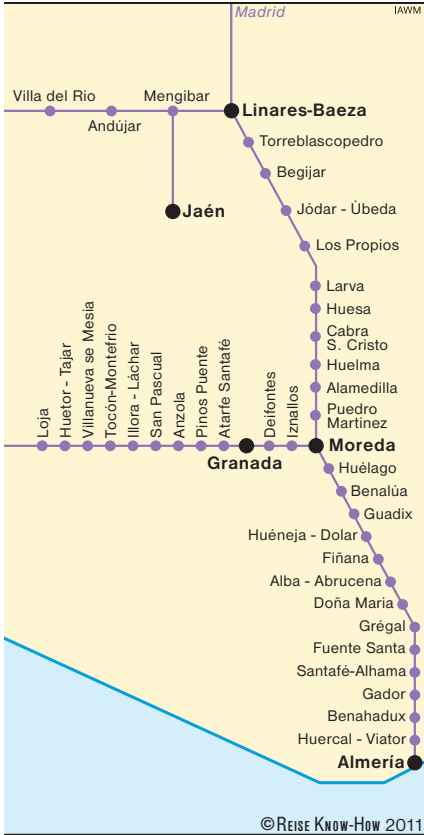 Madrid
IAWM
Villa del Rio
Mengibar
Andújar
Linares-Baeza
Torreblascopedro
Begijar
Jaén
Jódar - Ùbeda
Los Propios
Larva
Huesa
Cabra
S. Cristo
Huelma
Alamedilla
Puedro
Martinez
Loja
Huetor - Tajar
Villanueva se Mesia
Tocón-Montefrio
Illora - Láchar
San Pascual
Anzola
Pinos Puente
Atarfe Santafé
Deifontes
Iznallos
Granada
Moreda
Huélago
Benalúa
Guadix
Huéneja - Dolar
Fiñana
Alba - Abrucena
Doña Maria
Grégal
Fuente Santa
Santafé-Alhama
Gador
Benahadux
Huercal - Viator
Almería
©REISE KNOW-HOW 2011